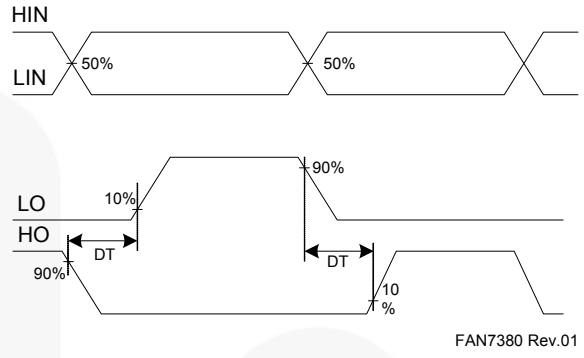 HIN
50% 50%
LIN
90%
LO 10%
HO DT DT
90% 10
%
FAN7380 Rev.01